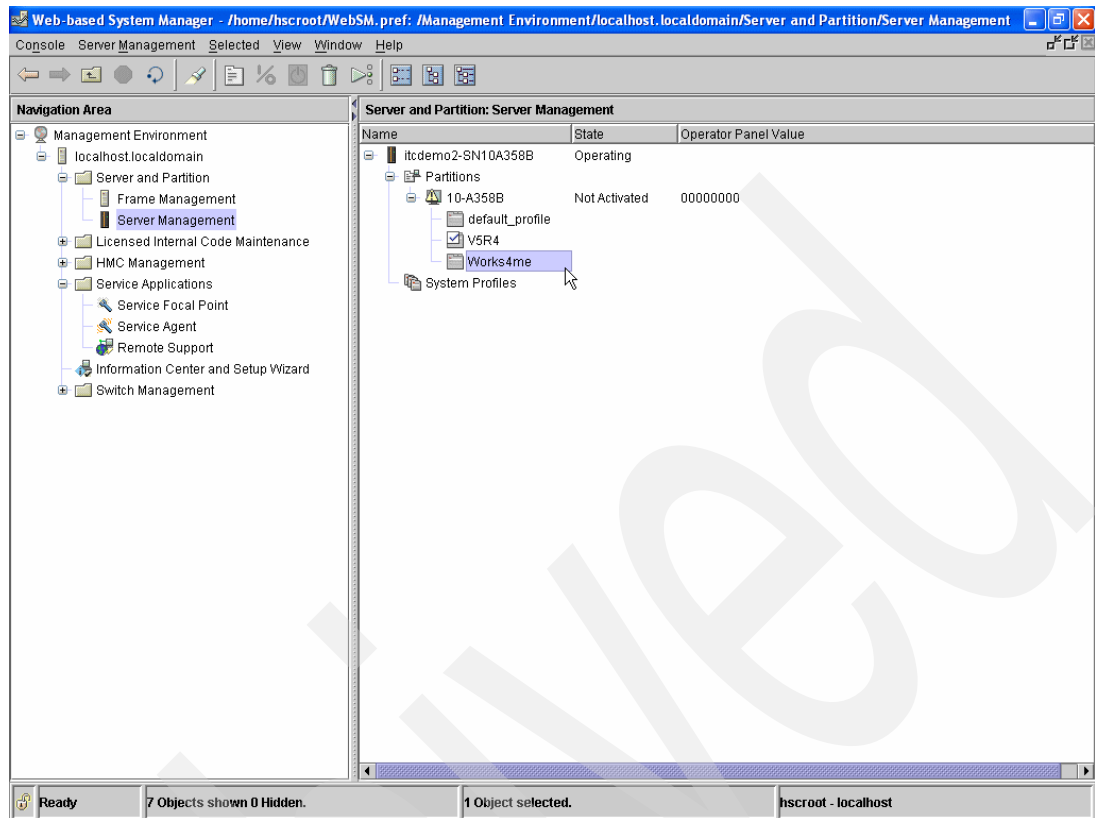 Web-based System Manager - /home/hscroot/WebSM.pref: /Management Environment/localhost.localdomain/Server and Partition/Server Management
Console Server Management Selected View Window Help
Navigation Area
Management Environment
localhost.localdomain
Server and Partition
Frame Management
Server Management
Licensed Internal Code Maintenance
HMC Management
Service Applications
Service Focal Point
Service Agent
Remote Support
Information Center and Setup Wizard
Switch Management
Server and Partition: Server Management
Name State Operator Panel Value
itcdemo2-SN10A358B Operating
Partitions
10-A358B Not Activated 00000000
default_profile
V5R4
Works4me
System Profiles
Ready 7 Objects shown 0 Hidden. 1 Object selected. hscroot - localhost